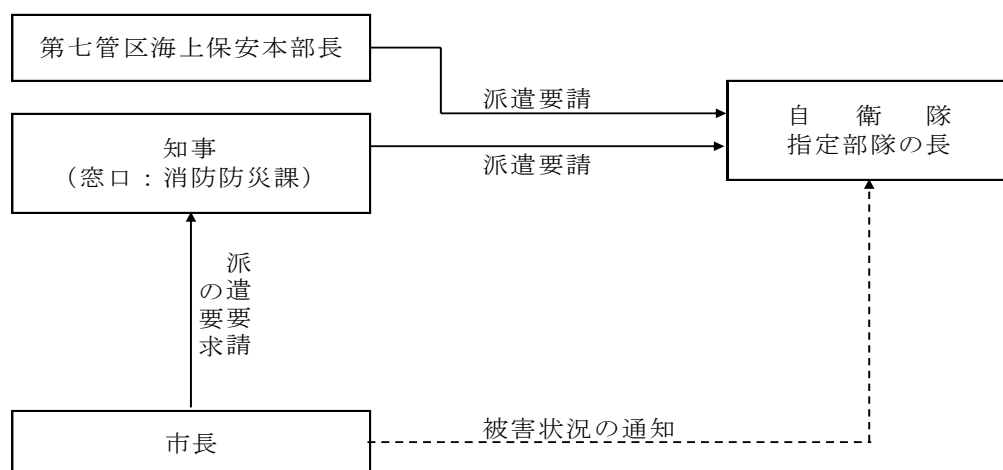 第七管区海上保安本部長
派遣要請
自衛隊
指定部隊の長
知事
（窓口：消防防災課）
派遣要請
派遣要請
の要求
市長
被害状況の通知